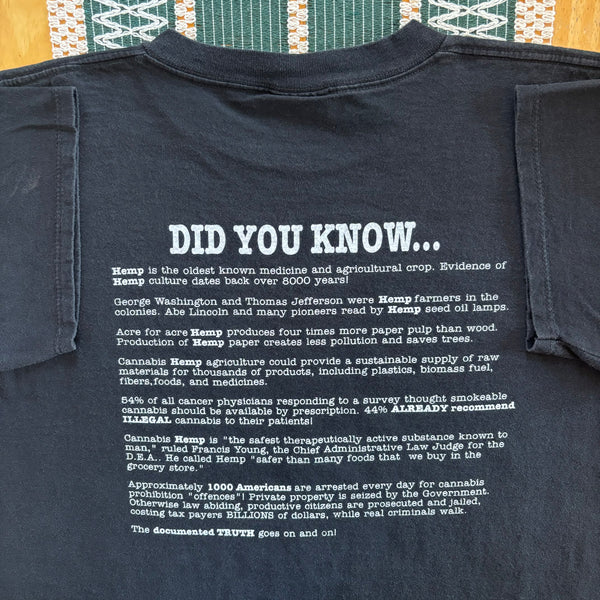 DID YOU KNOW...
Hemp is the oldest known medicine and agricultural crop. Evidence of
Hemp culture dates back over 8000 years!
George Washington and Thomas Jefferson were Hemp farmers in the
colonies. Abe Lincoln and many pioneers read by Hemp seed oil lamps.
Acre for acre Hemp produces four times more paper pulp than wood.
Production of Hemp paper creates less pollution and saves trees.
Cannabis Hemp agriculture could provide a sustainable supply of raw
materials for thousands of products, including plastics, biomass fuel,
fibers,foods, and medicines.
54% of all cancer physicians responding to a survey thought smokeable
cannabis should be available by prescription. 44% ALREADY recommend
ILLEGAL cannabis to their patients!
Cannabis Hemp is "the safest therapeutically active substance known to
man," ruled Francis Young, the Chief Administrative Law Judge for the
D.E.A.. He called Hemp "safer than many foods that we buy in the
grocery store."
Approximately 1000 Americans are arrested every day for cannabis
prohibition "offences"! Private property is seized by the Government.
Otherwise law abiding, productive citizens are prosecuted and jailed,
costing tax payers BILLIONS of dollars, while real criminals walk.
The documented TRUTH goes on and on!